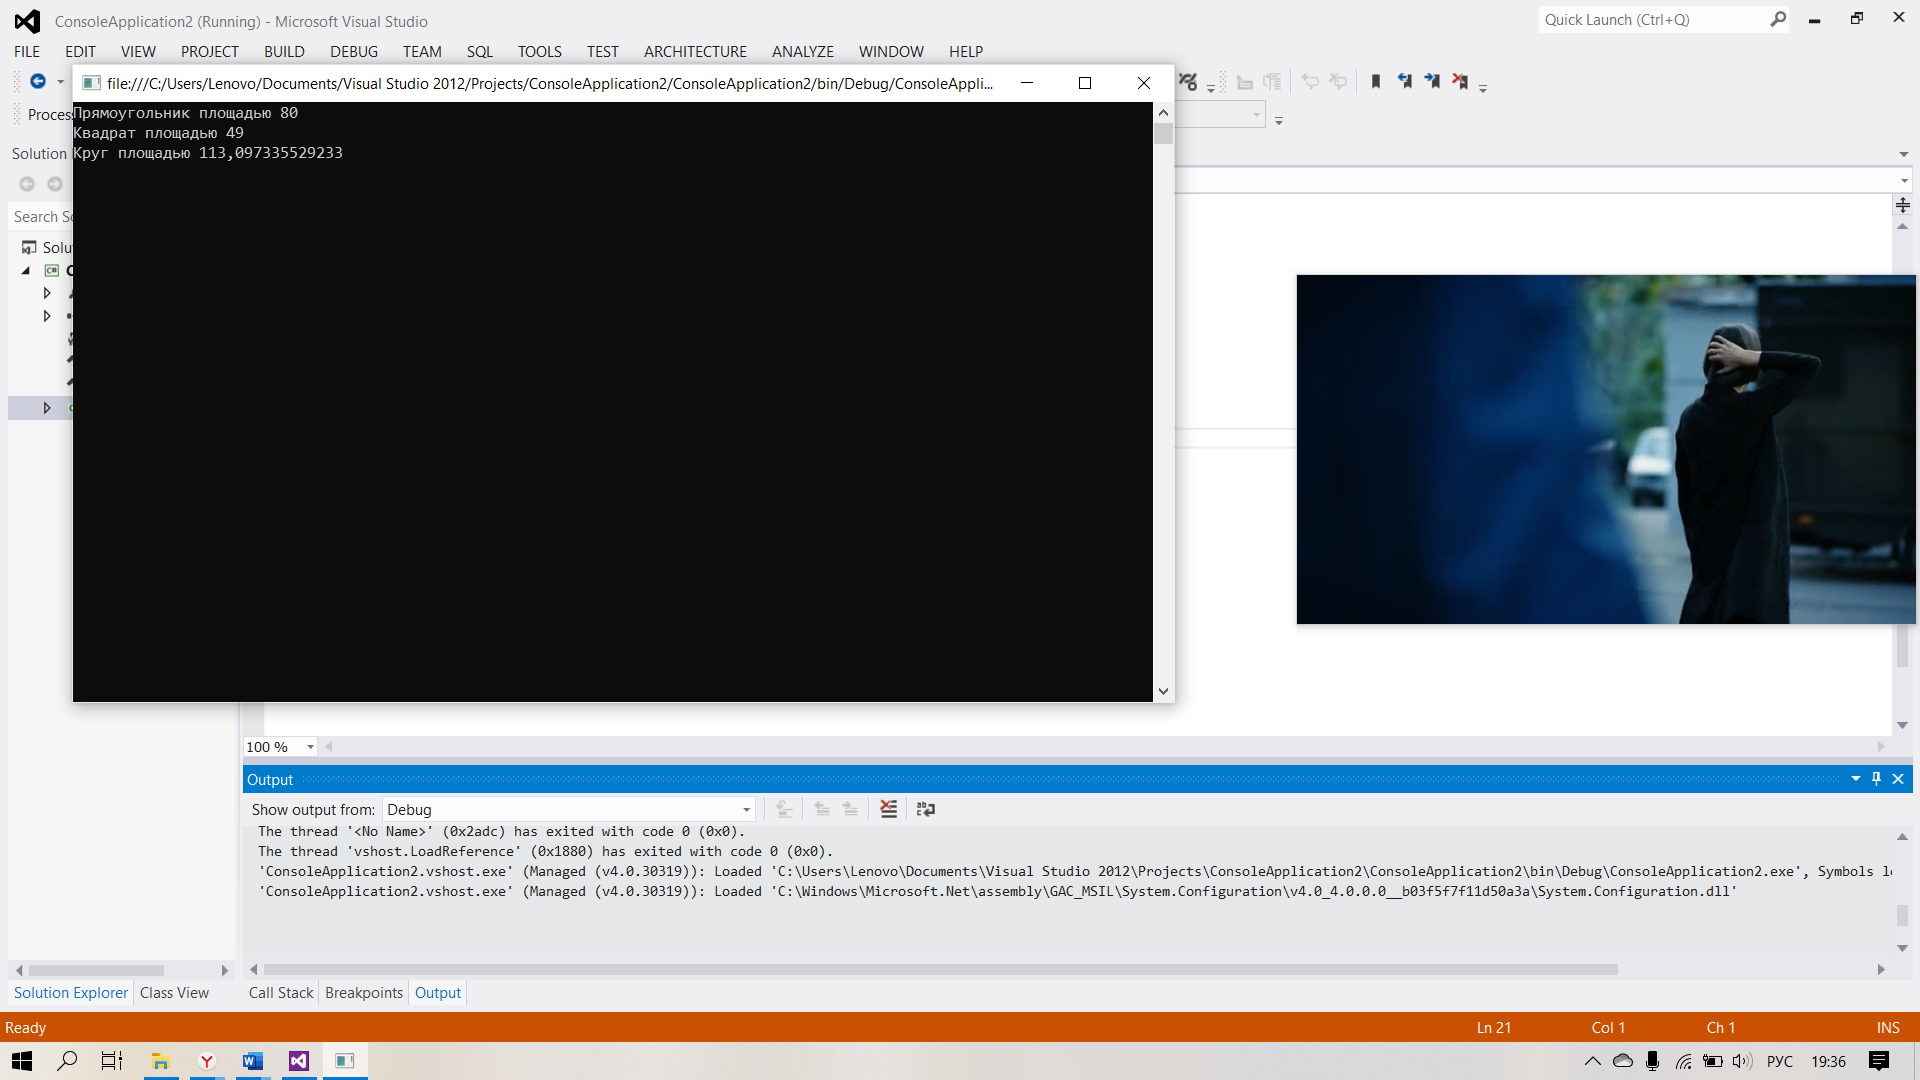 ConsoleApplication2 (Running) - Microsoft Visual Studio
Quick Launch (Ctrl+Q)
FILE EDIT VIEW PROJECT BUILD DEBUG TEAM SQL TOOLS TEST ARCHITECTURE ANALYZE WINDOW HELP
file:///C:/Users/Lenovo/Documents/Visual Studio 2012/Projects/ConsoleApplication2/ConsoleApplication2/bin/Debug/ConsoleAppli...
Прямоугольник площадью 80
Квадрат площадью 49
Круг площадью 113,097335529233
Solution
100 %
Output
Show output from: Debug
The thread '<No Name>' (0x2adc) has exited with code 0 (0x0).
The thread 'vshost.LoadReference' (0x1880) has exited with code 0 (0x0).
'ConsoleApplication2.vshost.exe' (Managed (v4.0.30319)): Loaded 'C:\Users\Lenovo\Documents\Visual Studio 2012\Projects\ConsoleApplication2\ConsoleApplication2\bin\Debug\ConsoleApplication2.exe', Symbols
'ConsoleApplication2.vshost.exe' (Managed (v4.0.30319)): Loaded 'C:\Windows\Microsoft.Net\assembly\GAC_MSIL\System.Configuration\v4.0_4.0.0.0__b03f5f7f11d50a3a\System.Configuration.dll'
Solution Explorer Class View
Call Stack Breakpoints Output
Ready
Ln 21 Col 1 Ch 1 INS
РУС 19:36